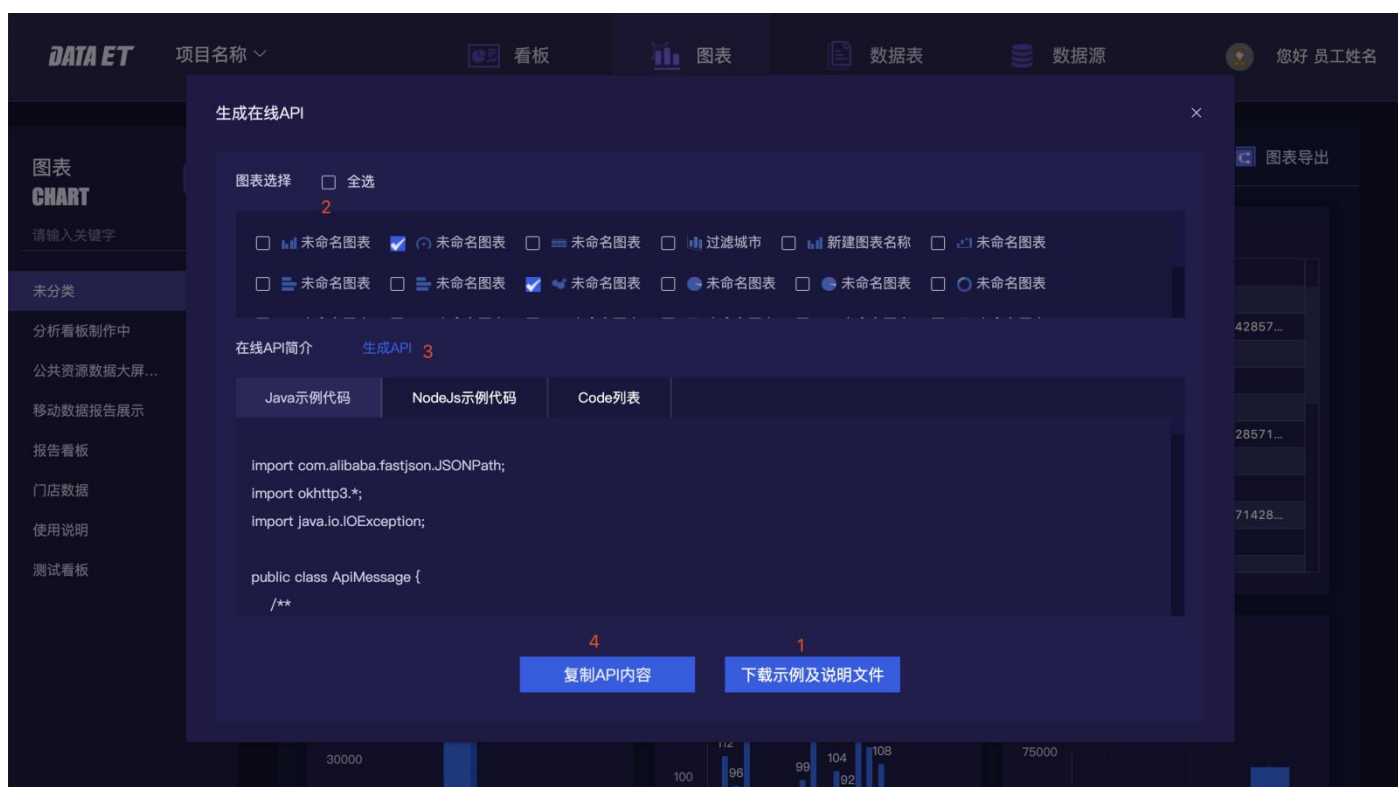 DATA ET 项目名称 看板 图表 数据表 数据源 您好 员工姓名
生成在线API ×
图表 图表导出
CHART
请输入关键字
未分类
分析看板制作中
公共资源数据大屏...
移动数据报告展示
报告看板
门店数据
使用说明
测试看板
图表选择 全选
2
未命名图表 未命名图表 未命名图表 过滤城市 新建图表名称 未命名图表
未命名图表 未命名图表 未命名图表 未命名图表 未命名图表 未命名图表
在线API简介 生成API 3
Java示例代码 NodeJs示例代码 Code列表
import com.alibaba.fastjson.JSONPath;
import okhttp3.*;
import java.io.IOException;
public class ApiMessage {
/**
4 1
复制API内容 下载示例及说明文件
42857...
28571...
71428...
30000 112 108 75000
99 104
100 96 92